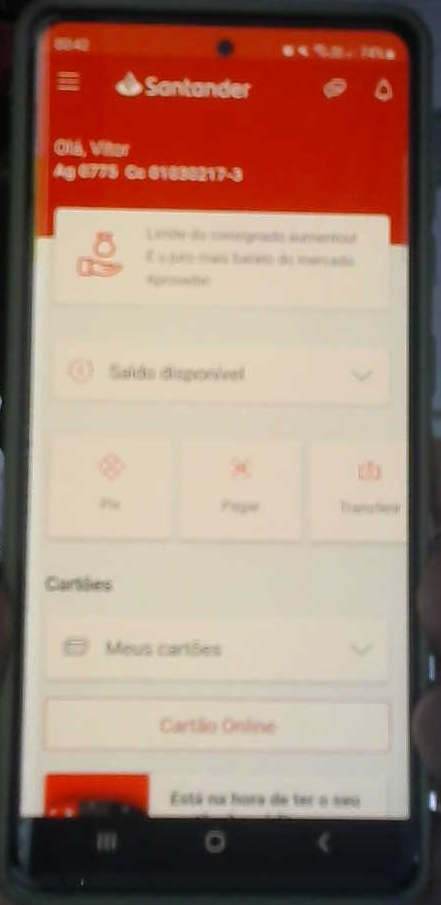 00:42
74%
Santander
Olá, Vitor
Ag 0775 Cc 01030217-3
Limite do consignado aumentou!
É o juro mais barato do mercado.
Aproveite!
Saldo disponível
Pix
Pagar
Transferir
Cartões
Meus cartões
Cartão Online
Está na hora de ter o seu